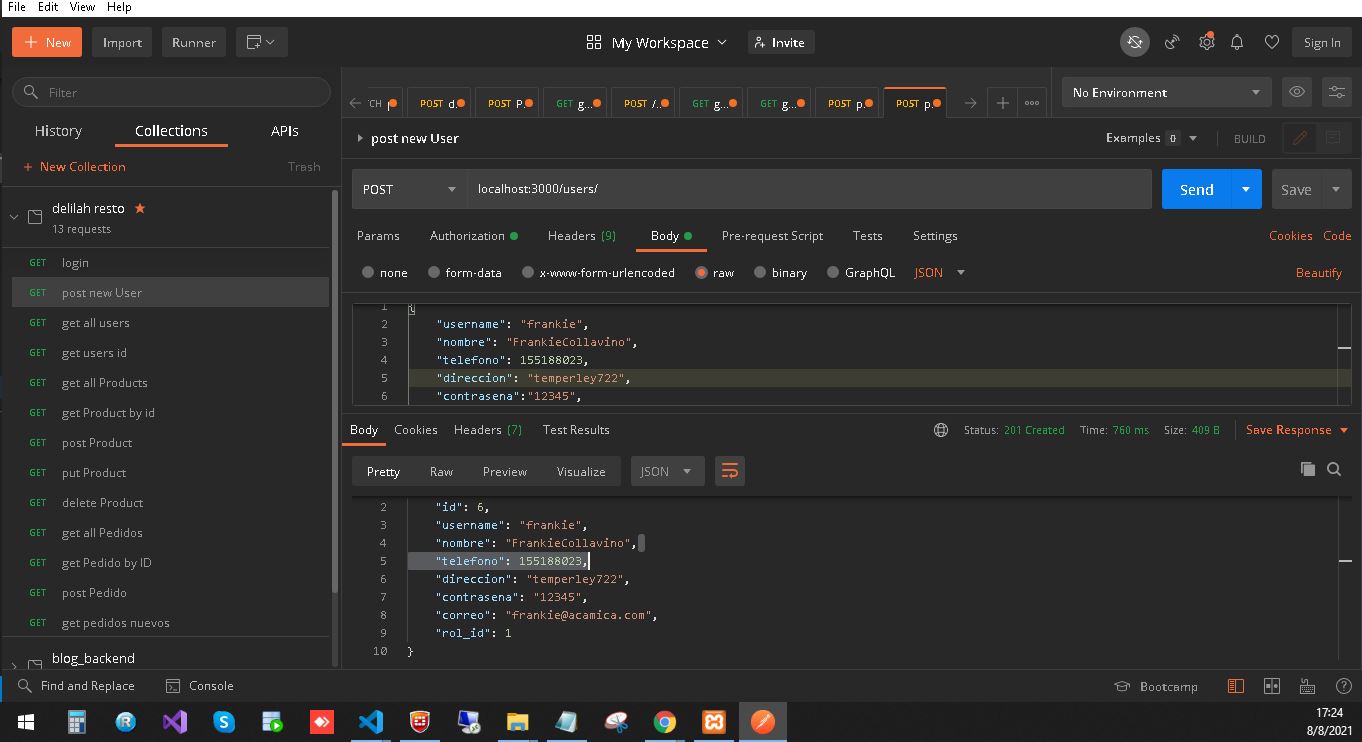 File Edit View Help
New Import Runner My Workspace Invite Sign In
Filter
CH p POST d. POST P. GET g... POST /. GET g... GET g... POST p. POST p. No Environment
History Collections APIs
post new User Examples 0 BUILD
+ New Collection Trash
POST localhost:3000/users/ Send Save
delilah resto
13 requests
Params Authorization Headers (9) Body Pre-request Script Tests Settings Cookies Code
GET login
none form-data x-www-form-urlencoded raw binary GraphQL JSON Beautify
GET post new User
GET get all users
GET get users id
GET get all Products
GET get Product by id
GET post Product
GET put Product
GET delete Product
GET get all Pedidos
GET get Pedido by ID
GET post Pedido
GET get pedidos nuevos
blog_backend
1 {
2 "username": "frankie",
3 "nombre": "FrankieCollavino",
4 "telefono": 155188023,
5 "direccion": "temperley722",
6 "contrasena":"12345",
Body Cookies Headers (7) Test Results Status: 201 Created Time: 760 ms Size: 409 B Save Response
Pretty Raw Preview Visualize JSON
2 "id": 6,
3 "username": "frankie",
4 "nombre": "FrankieCollavino",
5 "telefono": 155188023,
6 "direccion": "temperley722",
7 "contrasena": "12345",
8 "correo": "frankie@acamica.com",
9 "rol_id": 1
10 }
Find and Replace Console Bootcamp
17:24
8/8/2021